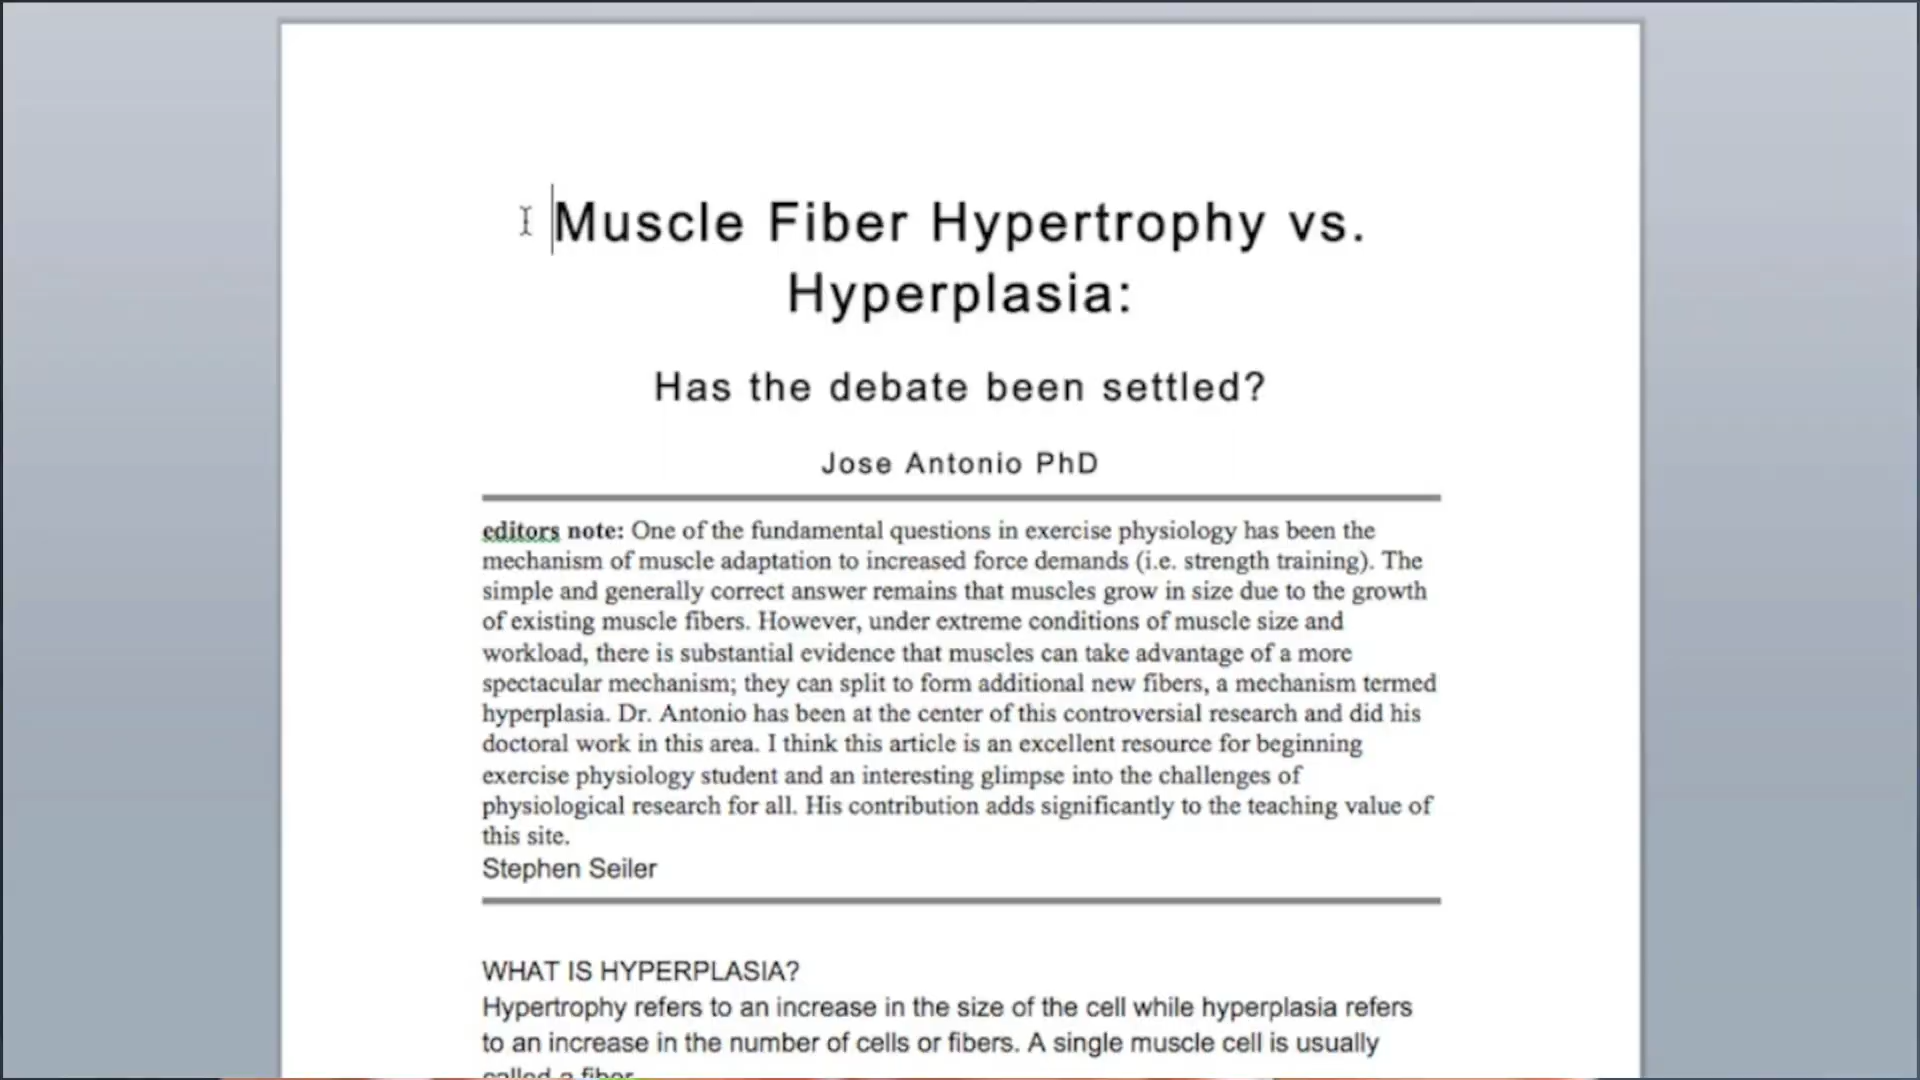 Muscle Fiber Hypertrophy vs.
Hyperplasia:
Has the debate been settled?
Jose Antonio PhD
editors note: One of the fundamental questions in exercise physiology has been the
mechanism of muscle adaptation to increased force demands (i.e. strength training). The
simple and generally correct answer remains that muscles grow in size due to the growth
of existing muscle fibers. However, under extreme conditions of muscle size and
workload, there is substantial evidence that muscles can take advantage of a more
spectacular mechanism; they can split to form additional new fibers, a mechanism termed
hyperplasia. Dr. Antonio has been at the center of this controversial research and did his
doctoral work in this area. I think this article is an excellent resource for beginning
exercise physiology student and an interesting glimpse into the challenges of
physiological research for all. His contribution adds significantly to the teaching value of
this site.
Stephen Seiler
WHAT IS HYPERPLASIA?
Hypertrophy refers to an increase in the size of the cell while hyperplasia refers
to an increase in the number of cells or fibers. A single muscle cell is usually
called a fiber.